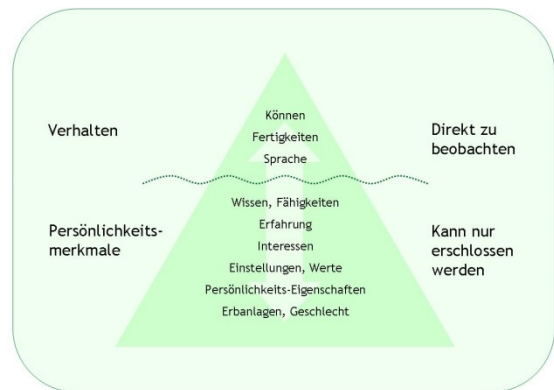 Können
Verhalten
Direkt zu
Fertigkeiten
beobachten
Sprache
Wissen, Fähigkeiten
Persönlichkeits-
Erfahrung
Kann nur
merkmale
Interessen
erschlossen
Einstellungen, Werte
werden
Persönlichkeits-Eigenschaften
Erbanlagen, Geschlecht